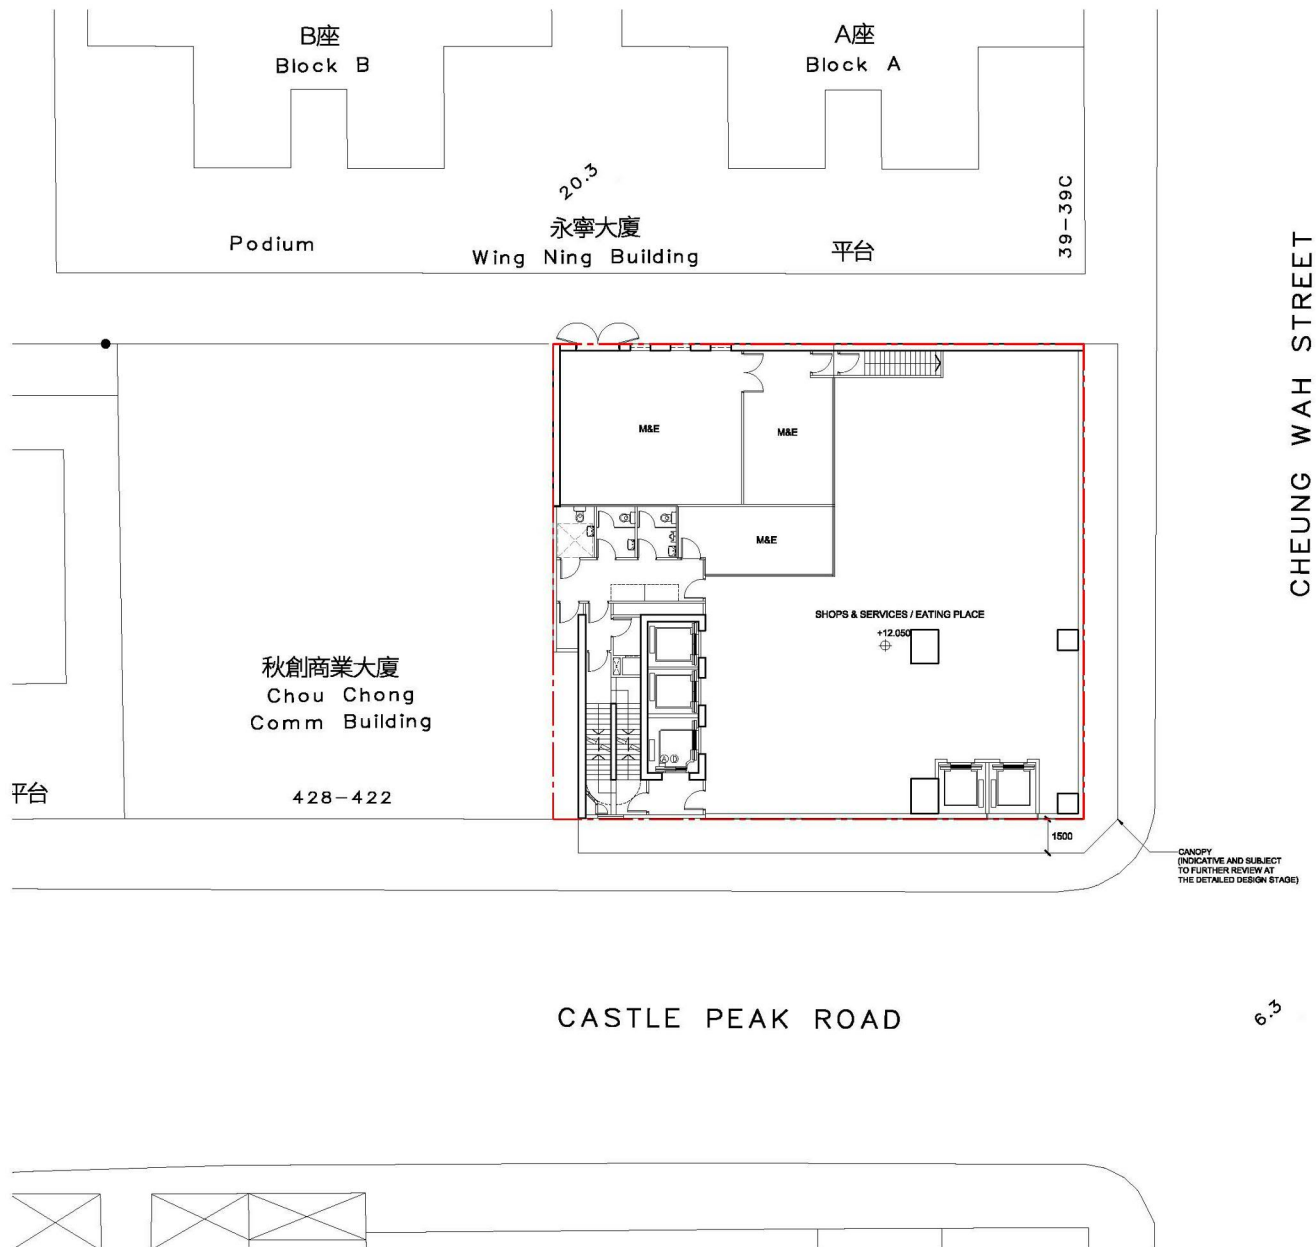 B座
Block B
A座
Block A
20.3
39-39C
永寧大廈
Wing Ning Building
Podium
平台
CHEUNG WAH STREET
M&E
M&E
M&E
SHOPS & SERVICES / EATING PLACE
+12.050
秋創商業大廈
Chou Chong
Comm Building
428-422
平台
A D
1500
CANOPY
(INDICATIVE AND SUBJECT
TO FURTHER REVIEW AT
THE DETAILED DESIGN STAGE)
CASTLE PEAK ROAD
6.3